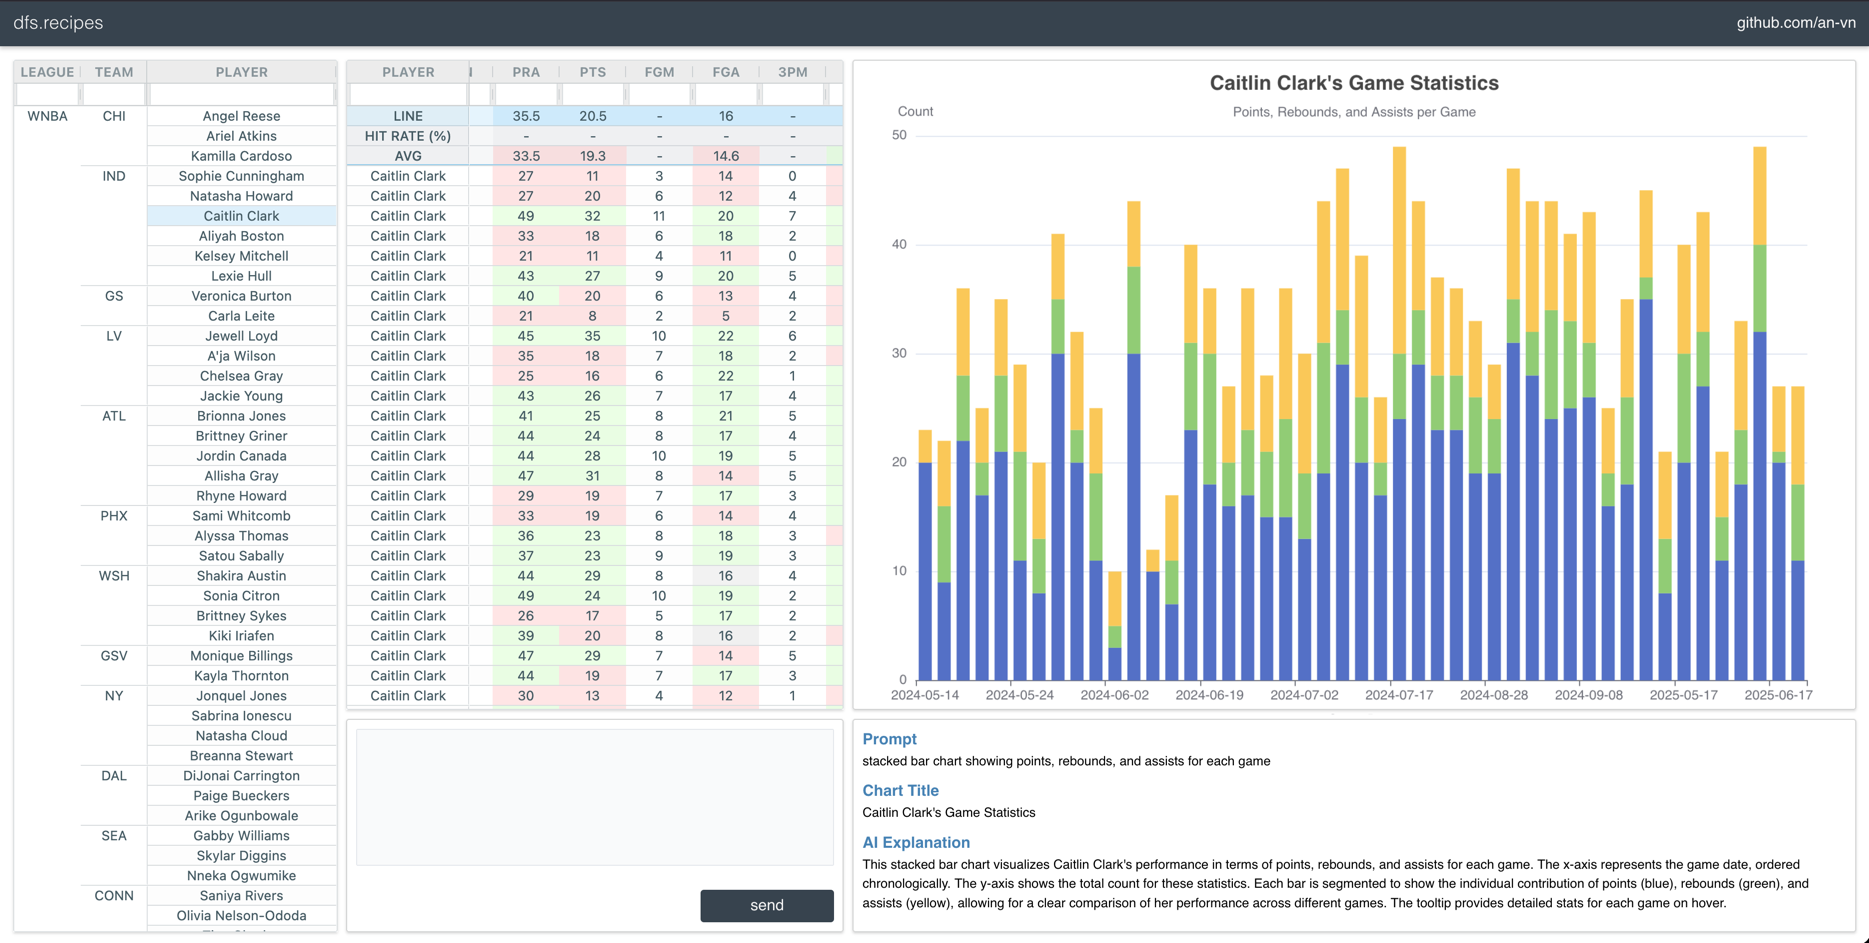 dfs.recipes
github.com/an-vn
LEAGUE TEAM PLAYER
WNBA CHI Angel Reese
Ariel Atkins
Kamilla Cardoso
IND Sophie Cunningham
Natasha Howard
Caitlin Clark
Aliyah Boston
Kelsey Mitchell
Lexie Hull
GS Veronica Burton
Carla Leite
LV Jewell Loyd
A'ja Wilson
Chelsea Gray
Jackie Young
ATL Brionna Jones
Brittney Griner
Jordin Canada
Allisha Gray
Rhyne Howard
PHX Sami Whitcomb
Alyssa Thomas
Satou Sabally
WSH Shakira Austin
Sonia Citron
Brittney Sykes
Kiki Iriafen
GSV Monique Billings
Kayla Thornton
NY Jonquel Jones
Sabrina Ionescu
Natasha Cloud
Breanna Stewart
DAL DiJonai Carrington
Paige Bueckers
Arike Ogunbowale
SEA Gabby Williams
Skylar Diggins
Nneka Ogwumike
CONN Saniya Rivers
Olivia Nelson-Ododa
PLAYER PRA PTS FGM FGA 3PM
LINE 35.5 20.5 - 16 -
HIT RATE (%) - - - - -
AVG 33.5 19.3 - 14.6 -
Caitlin Clark 27 11 3 14 0
Caitlin Clark 27 20 6 12 4
Caitlin Clark 49 32 11 20 7
Caitlin Clark 33 18 6 18 2
Caitlin Clark 21 11 4 11 0
Caitlin Clark 43 27 9 20 5
Caitlin Clark 40 20 6 13 4
Caitlin Clark 21 8 2 5 2
Caitlin Clark 45 35 10 22 6
Caitlin Clark 35 18 7 18 2
Caitlin Clark 25 16 6 22 1
Caitlin Clark 43 26 7 17 4
Caitlin Clark 41 25 8 21 5
Caitlin Clark 44 24 8 17 4
Caitlin Clark 44 28 10 19 5
Caitlin Clark 47 31 8 14 5
Caitlin Clark 29 19 7 17 3
Caitlin Clark 33 19 6 14 4
Caitlin Clark 36 23 8 18 3
Caitlin Clark 37 23 9 19 3
Caitlin Clark 44 29 8 16 4
Caitlin Clark 49 24 10 19 2
Caitlin Clark 26 17 5 17 2
Caitlin Clark 39 20 8 16 2
Caitlin Clark 47 29 7 14 5
Caitlin Clark 44 19 7 17 3
Caitlin Clark 30 13 4 12 1
send
Caitlin Clark's Game Statistics
Count
Points, Rebounds, and Assists per Game
50
40
30
20
10
0
2024-05-14 2024-05-24 2024-06-02 2024-06-19 2024-07-02 2024-07-17 2024-08-28 2024-09-08 2025-05-17 2025-06-17
Prompt
stacked bar chart showing points, rebounds, and assists for each game
Chart Title
Caitlin Clark's Game Statistics
AI Explanation
This stacked bar chart visualizes Caitlin Clark's performance in terms of points, rebounds, and assists for each game. The x-axis represents the game date, ordered
chronologically. The y-axis shows the total count for these statistics. Each bar is segmented to show the individual contribution of points (blue), rebounds (green), and
assists (yellow), allowing for a clear comparison of her performance across different games. The tooltip provides detailed stats for each game on hover.